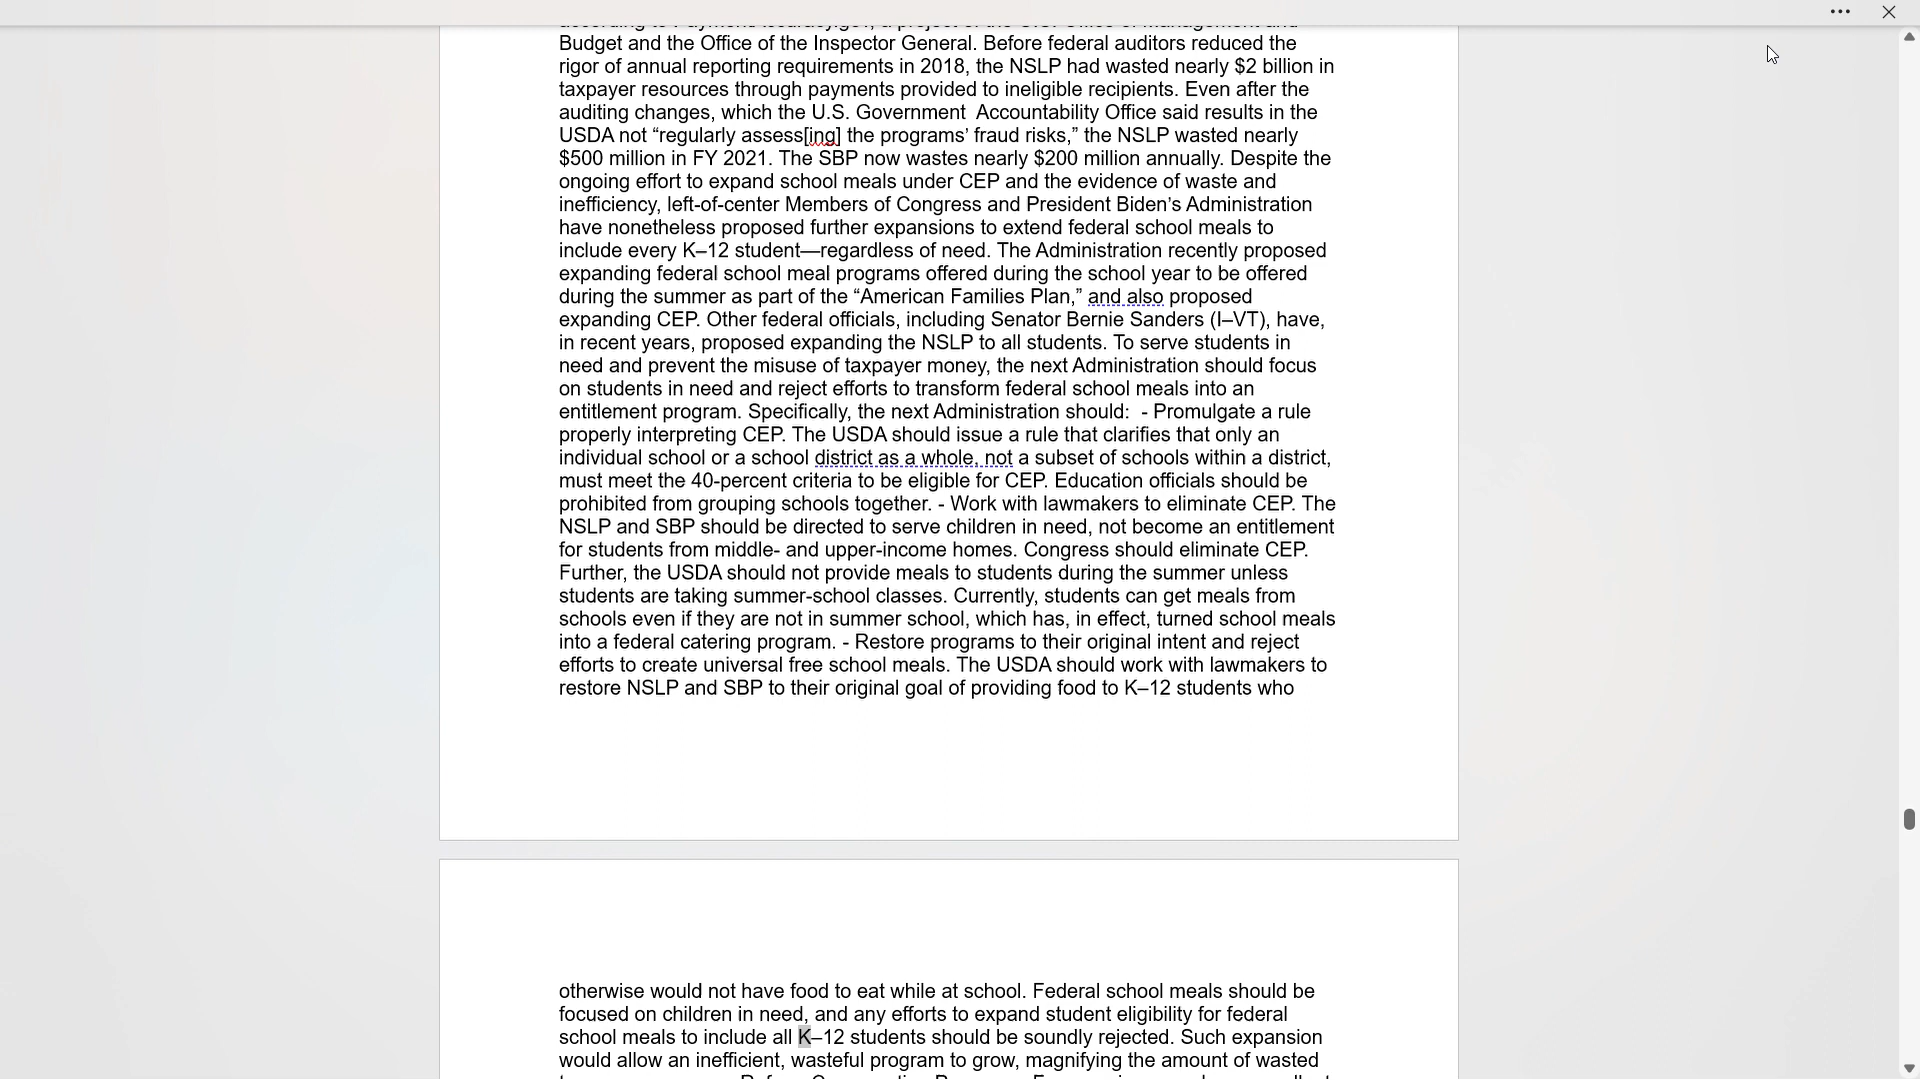 Budget and the Office of the Inspector General. Before federal auditors reduced the
rigor of annual reporting requirements in 2018, the NSLP had wasted nearly $2 billion in
taxpayer resources through payments provided to ineligible recipients. Even after the
auditing changes, which the U.S. Government  Accountability Office said results in the
USDA not “regularly assess[ing] the programs’ fraud risks,” the NSLP wasted nearly
$500 million in FY 2021. The SBP now wastes nearly $200 million annually. Despite the
ongoing effort to expand school meals under CEP and the evidence of waste and
inefficiency, left-of-center Members of Congress and President Biden’s Administration
have nonetheless proposed further expansions to extend federal school meals to
include every K–12 student—regardless of need. The Administration recently proposed
expanding federal school meal programs offered during the school year to be offered
during the summer as part of the “American Families Plan,” and also proposed
expanding CEP. Other federal officials, including Senator Bernie Sanders (I–VT), have,
in recent years, proposed expanding the NSLP to all students. To serve students in
need and prevent the misuse of taxpayer money, the next Administration should focus
on students in need and reject efforts to transform federal school meals into an
entitlement program. Specifically, the next Administration should:  - Promulgate a rule
properly interpreting CEP. The USDA should issue a rule that clarifies that only an
individual school or a school district as a whole, not a subset of schools within a district,
must meet the 40-percent criteria to be eligible for CEP. Education officials should be
prohibited from grouping schools together. - Work with lawmakers to eliminate CEP. The
NSLP and SBP should be directed to serve children in need, not become an entitlement
for students from middle- and upper-income homes. Congress should eliminate CEP.
Further, the USDA should not provide meals to students during the summer unless
students are taking summer-school classes. Currently, students can get meals from
schools even if they are not in summer school, which has, in effect, turned school meals
into a federal catering program. - Restore programs to their original intent and reject
efforts to create universal free school meals. The USDA should work with lawmakers to
restore NSLP and SBP to their original goal of providing food to K–12 students who
otherwise would not have food to eat while at school. Federal school meals should be
focused on children in need, and any efforts to expand student eligibility for federal
school meals to include all K–12 students should be soundly rejected. Such expansion
would allow an inefficient, wasteful program to grow, magnifying the amount of wasted